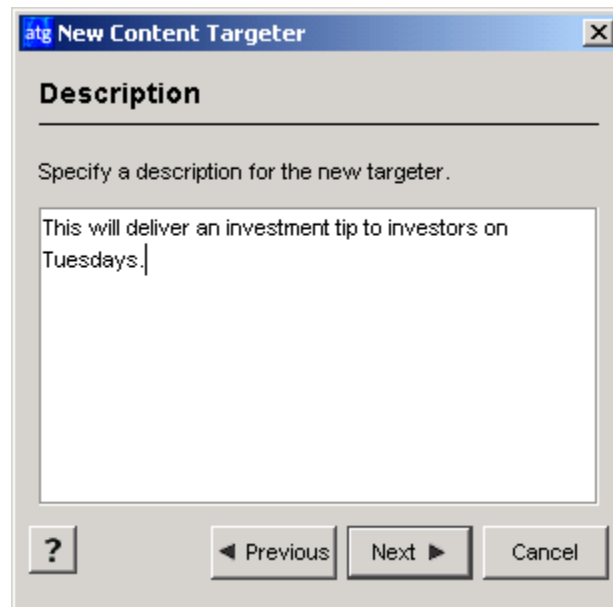 atg New Content Targeter
Description
Specify a description for the new targeter.
This will deliver an investment tip to investors on
Tuesdays.
? Previous Next Cancel